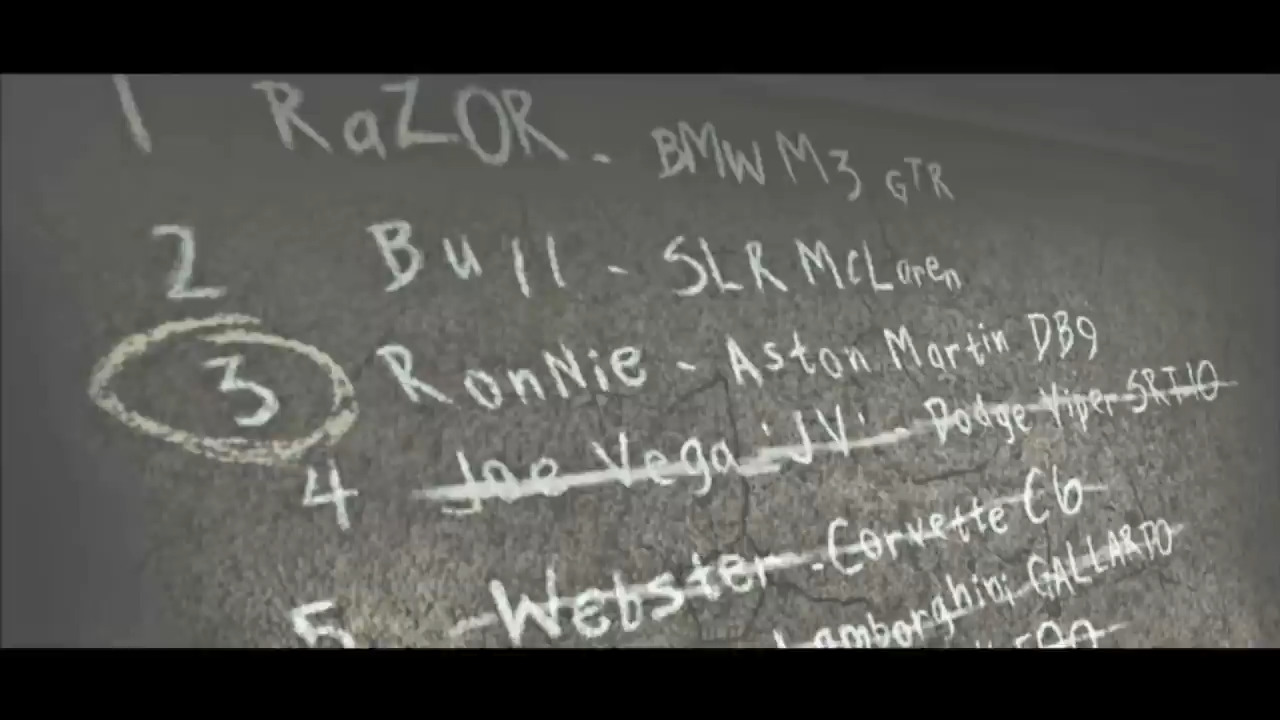 1 RaZOR - BMW M3 GTR
2 Bull - SLR McLaren
3 RonNie - Aston Martin DB9
4 Joe Vega 'JV' - Dodge Viper SRT10
5 Webster - Corvette C6
Lamborghini GALLARDO